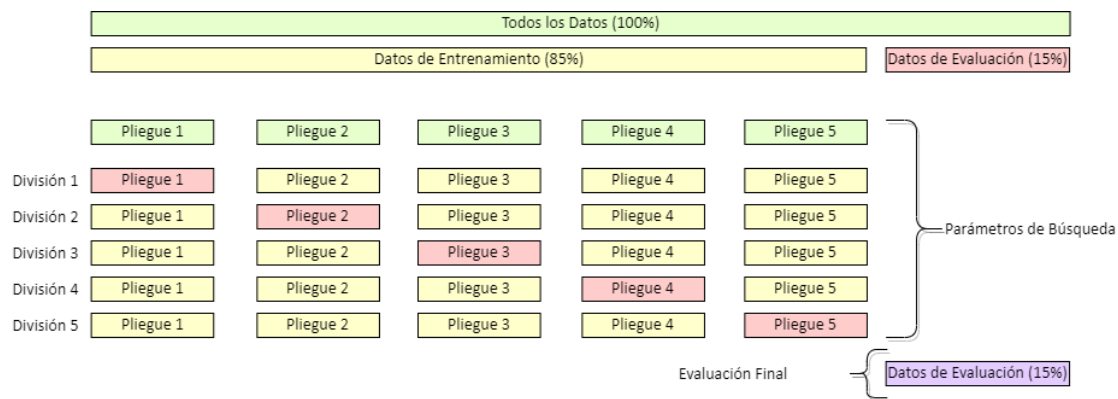 Todos los Datos (100%)
Datos de Entrenamiento (85%) Datos de Evaluación (15%)
Pliegue 1 Pliegue 2 Pliegue 3 Pliegue 4 Pliegue 5
División 1 Pliegue 1 Pliegue 2 Pliegue 3 Pliegue 4 Pliegue 5
División 2 Pliegue 1 Pliegue 2 Pliegue 3 Pliegue 4 Pliegue 5
Parámetros de Búsqueda
División 3 Pliegue 1 Pliegue 2 Pliegue 3 Pliegue 4 Pliegue 5
División 4 Pliegue 1 Pliegue 2 Pliegue 3 Pliegue 4 Pliegue 5
División 5 Pliegue 1 Pliegue 2 Pliegue 3 Pliegue 4 Pliegue 5
Evaluación Final Datos de Evaluación (15%)